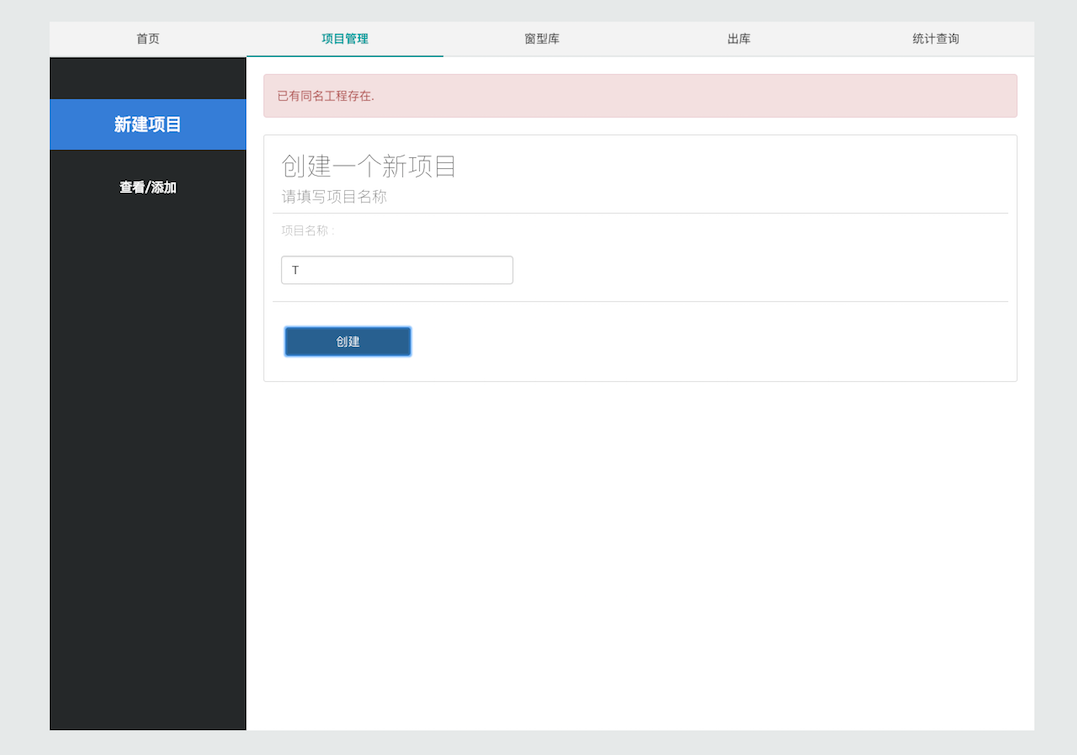 首页 项目管理 窗型库 出库 统计查询
新建项目
查看/添加
已有同名工程存在.
创建一个新项目
请填写项目名称
项目名称 :
T
创建